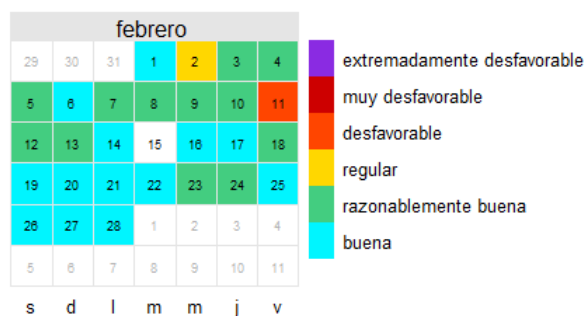 febrero
29 30 31 1 2 3 4
5 6 7 8 9 10 11
12 13 14 15 16 17 18
19 20 21 22 23 24 25
26 27 28 1 2 3 4
5 6 7 8 9 10 11
s d l m m j v
extremadamente desfavorable
muy desfavorable
desfavorable
regular
razonablemente buena
buena